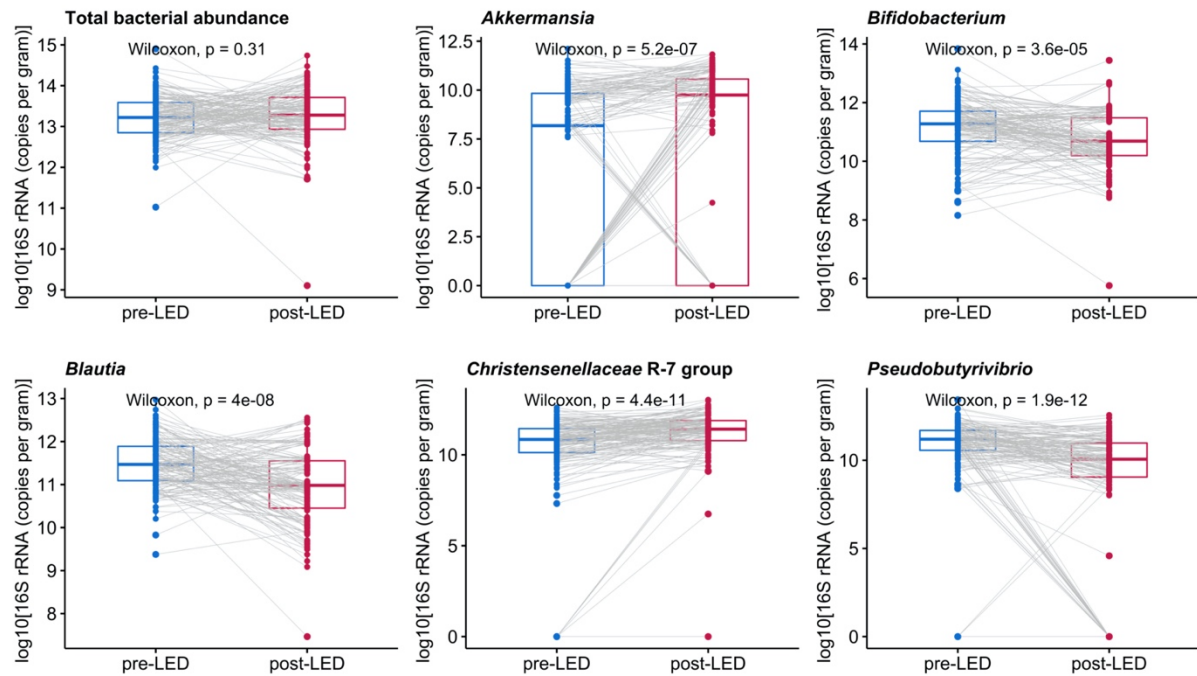 Total bacterial abundance
Wilcoxon, p = 0.31
log10[16S rRNA (copies per gram)]
15
14
13
12
11
10
9
pre-LED post-LED
Akkermansia
Wilcoxon, p = 5.2e-07
log10[16S rRNA (copies per gram)]
12.5
10.0
7.5
5.0
2.5
0.0
pre-LED post-LED
Bifidobacterium
Wilcoxon, p = 3.6e-05
log10[16S rRNA (copies per gram)]
14
12
10
8
6
pre-LED post-LED
Blautia
Wilcoxon, p = 4e-08
log10[16S rRNA (copies per gram)]
13
12
11
10
9
8
pre-LED post-LED
Christensenellaceae R-7 group
Wilcoxon, p = 4.4e-11
log10[16S rRNA (copies per gram)]
10
5
0
pre-LED post-LED
Pseudobutyrivibrio
Wilcoxon, p = 1.9e-12
log10[16S rRNA (copies per gram)]
10
5
0
pre-LED post-LED